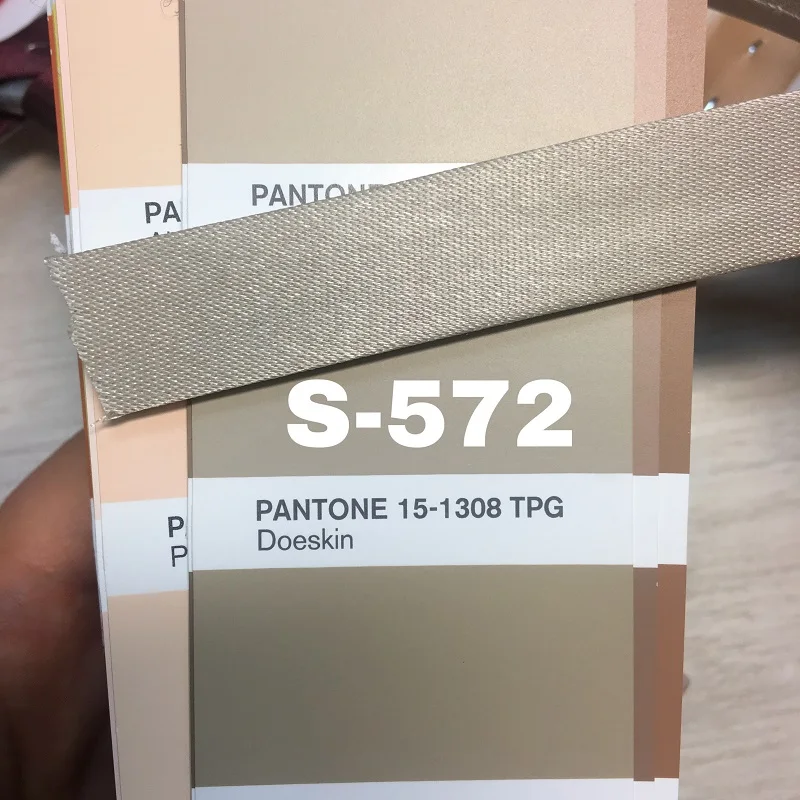 PANTONE
PA
S-572
PANTONE 15-1308 TPG
Doeskin
P
P